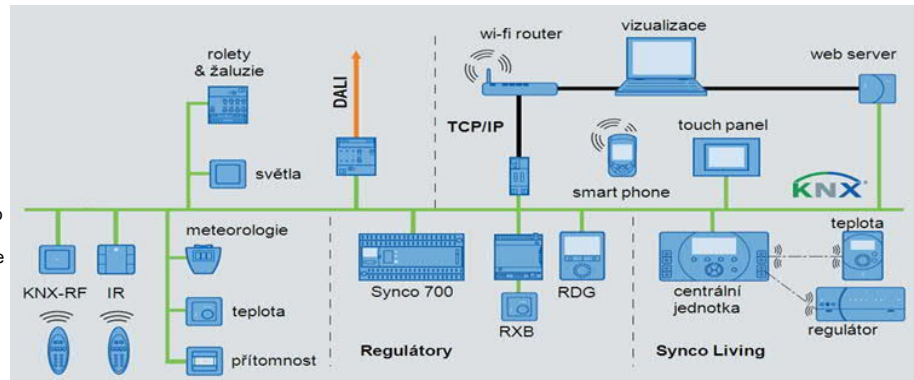 rolety
& žaluzie
DALI
světla
wi-fi router
vizualizace
web server
TCP/IP
touch panel
smart phone
KNX
meteorologie
teplota
KNX-RF
IR
Synco 700
RDG
centrální
jednotka
teplota
RXB
regulátor
přítomnost
Regulátory
Synco Living